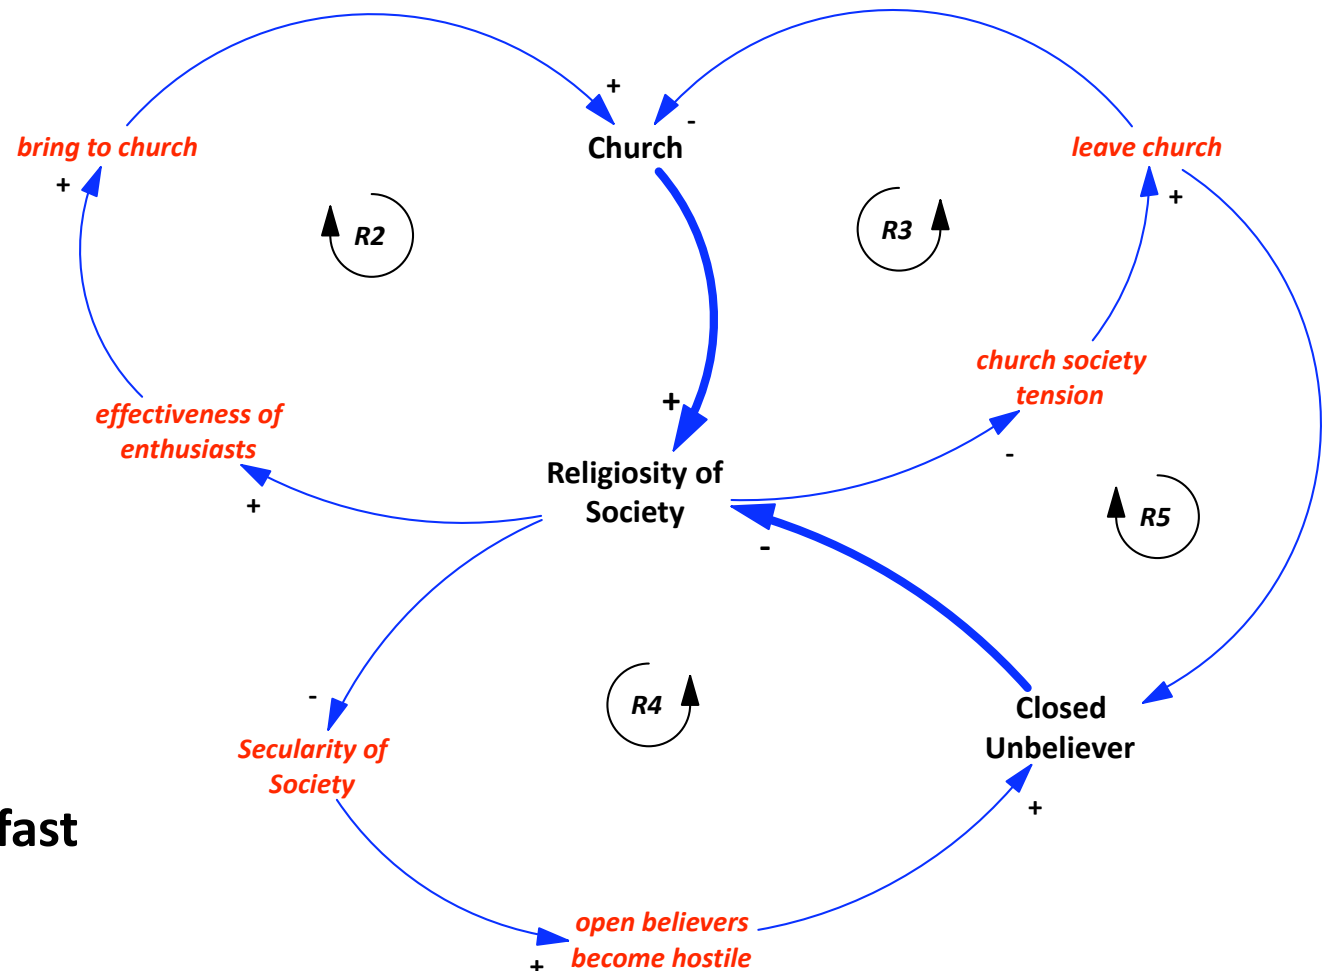 +
-
bring to church
Church
leave church
+
+
R2
R3
church society
tension
+
effectiveness of
enthusiasts
-
Religiosity of
Society
+
R5
-
R4
-
Closed
Unbeliever
Secularity of
Society
+
fast
open believers
become hostile
+